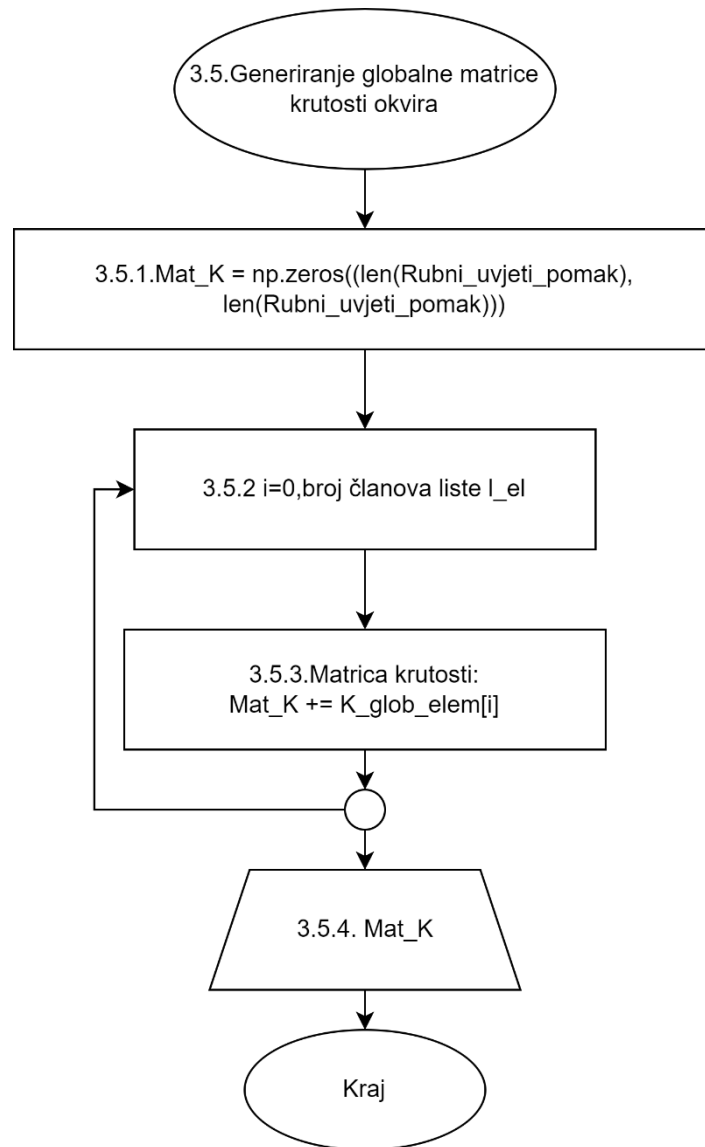 3.5.Generiranje globalne matrice
krutosti okvira
3.5.1.Mat_K = np.zeros((len(Rubni_uvjeti_pomak),
len(Rubni_uvjeti_pomak)))
3.5.2 i=0,broj članova liste l_el
3.5.3.Matrica krutosti:
Mat_K += K_glob_elem[i]
3.5.4. Mat_K
Kraj